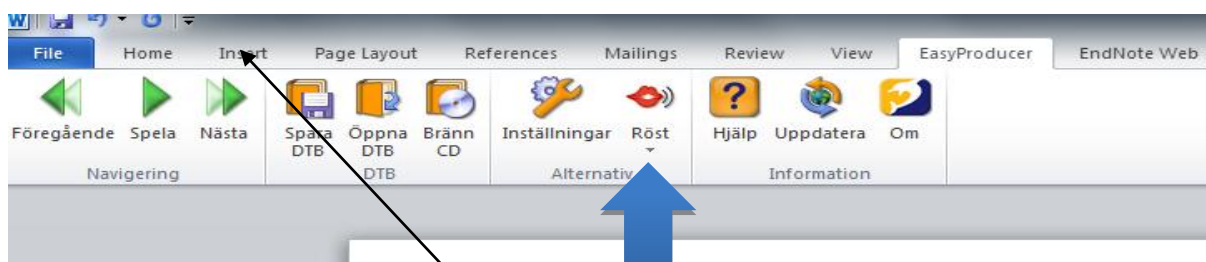 W
File Home Insert Page Layout References Mailings Review View EasyProducer EndNote Web
Föregående Spela Nästa Spara Öppna Bränn Inställningar Röst Hjälp Uppdatera Om
DTB DTB CD
Navigering DTB Alternativ Information